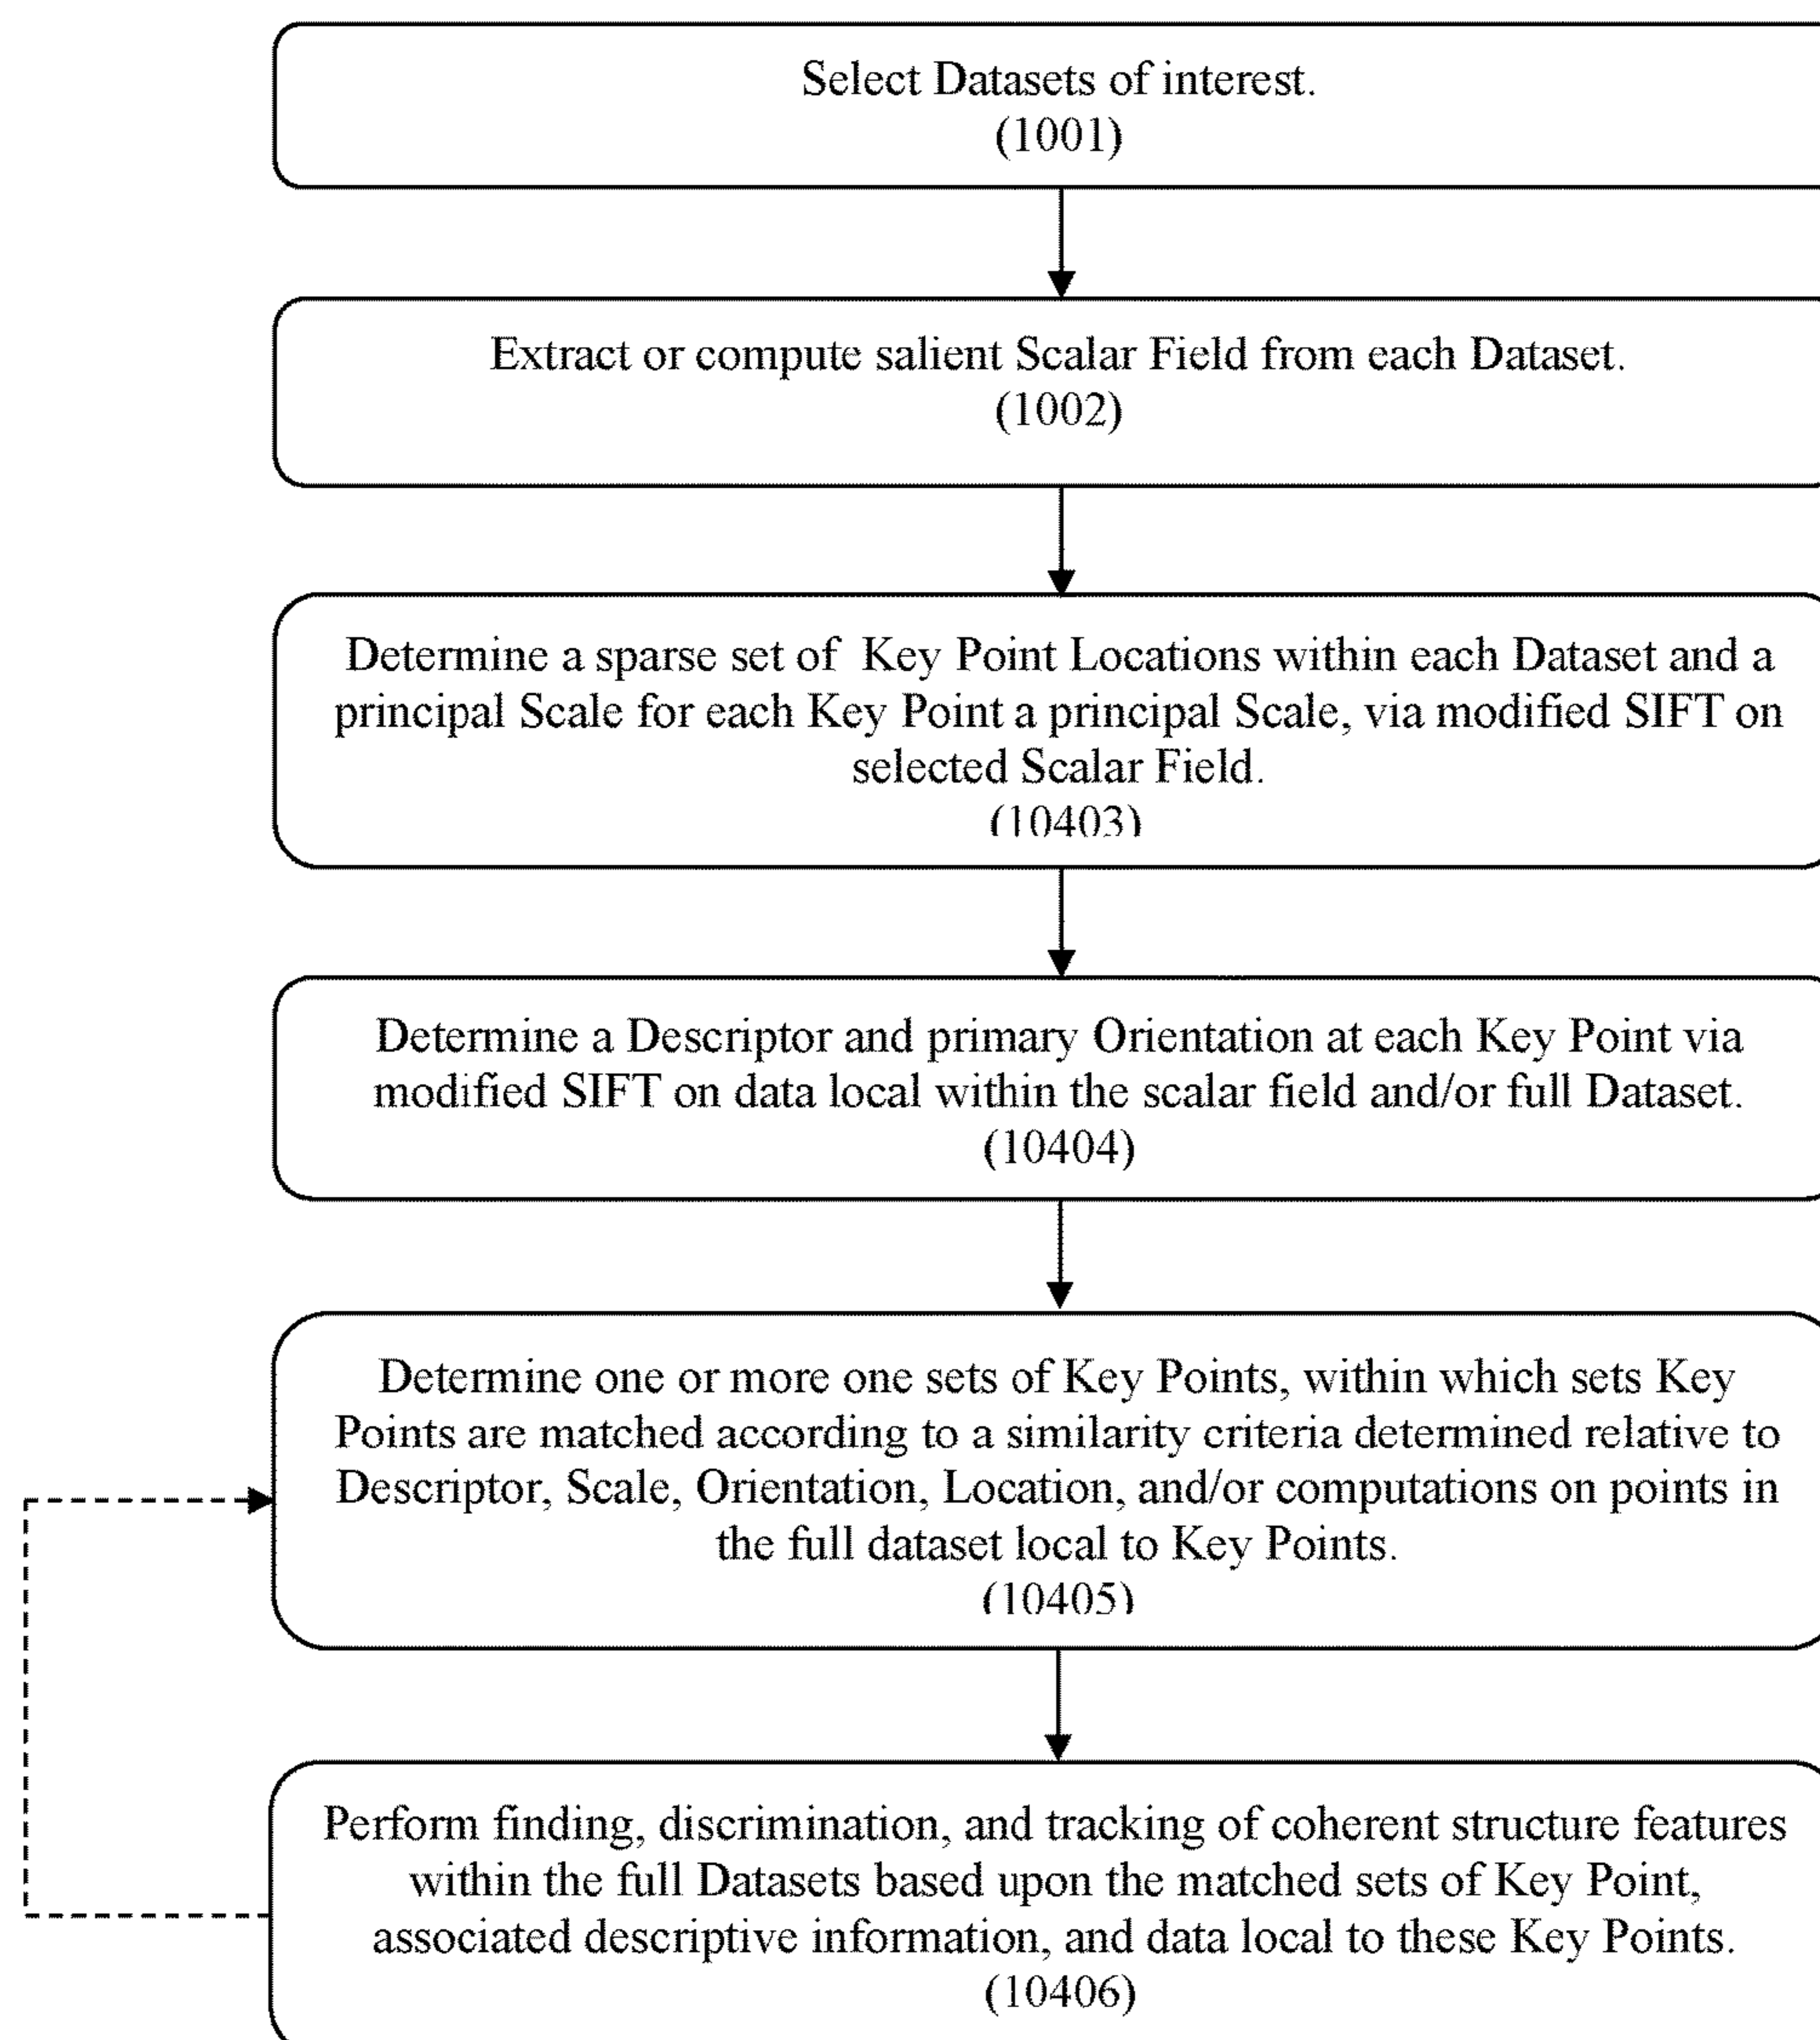 Select Datasets of interest.
(1001)
Extract or compute salient Scalar Field from each Dataset.
(1002)
Determine a sparse set of Key Point Locations within each Dataset and a
principal Scale for each Key Point a principal Scale, via modified SIFT on
selected Scalar Field.
(10403)
Determine a Descriptor and primary Orientation at each Key Point via
modified SIFT on data local within the scalar field and/or full Dataset.
(10404)
Determine one or more one sets of Key Points, within which sets Key
Points are matched according to a similarity criteria determined relative to
Descriptor, Scale, Orientation, Location, and/or computations on points in
the full dataset local to Key Points.
(10405)
Perform finding, discrimination, and tracking of coherent structure features
within the full Datasets based upon the matched sets of Key Point,
associated descriptive information, and data local to these Key Points.
(10406)